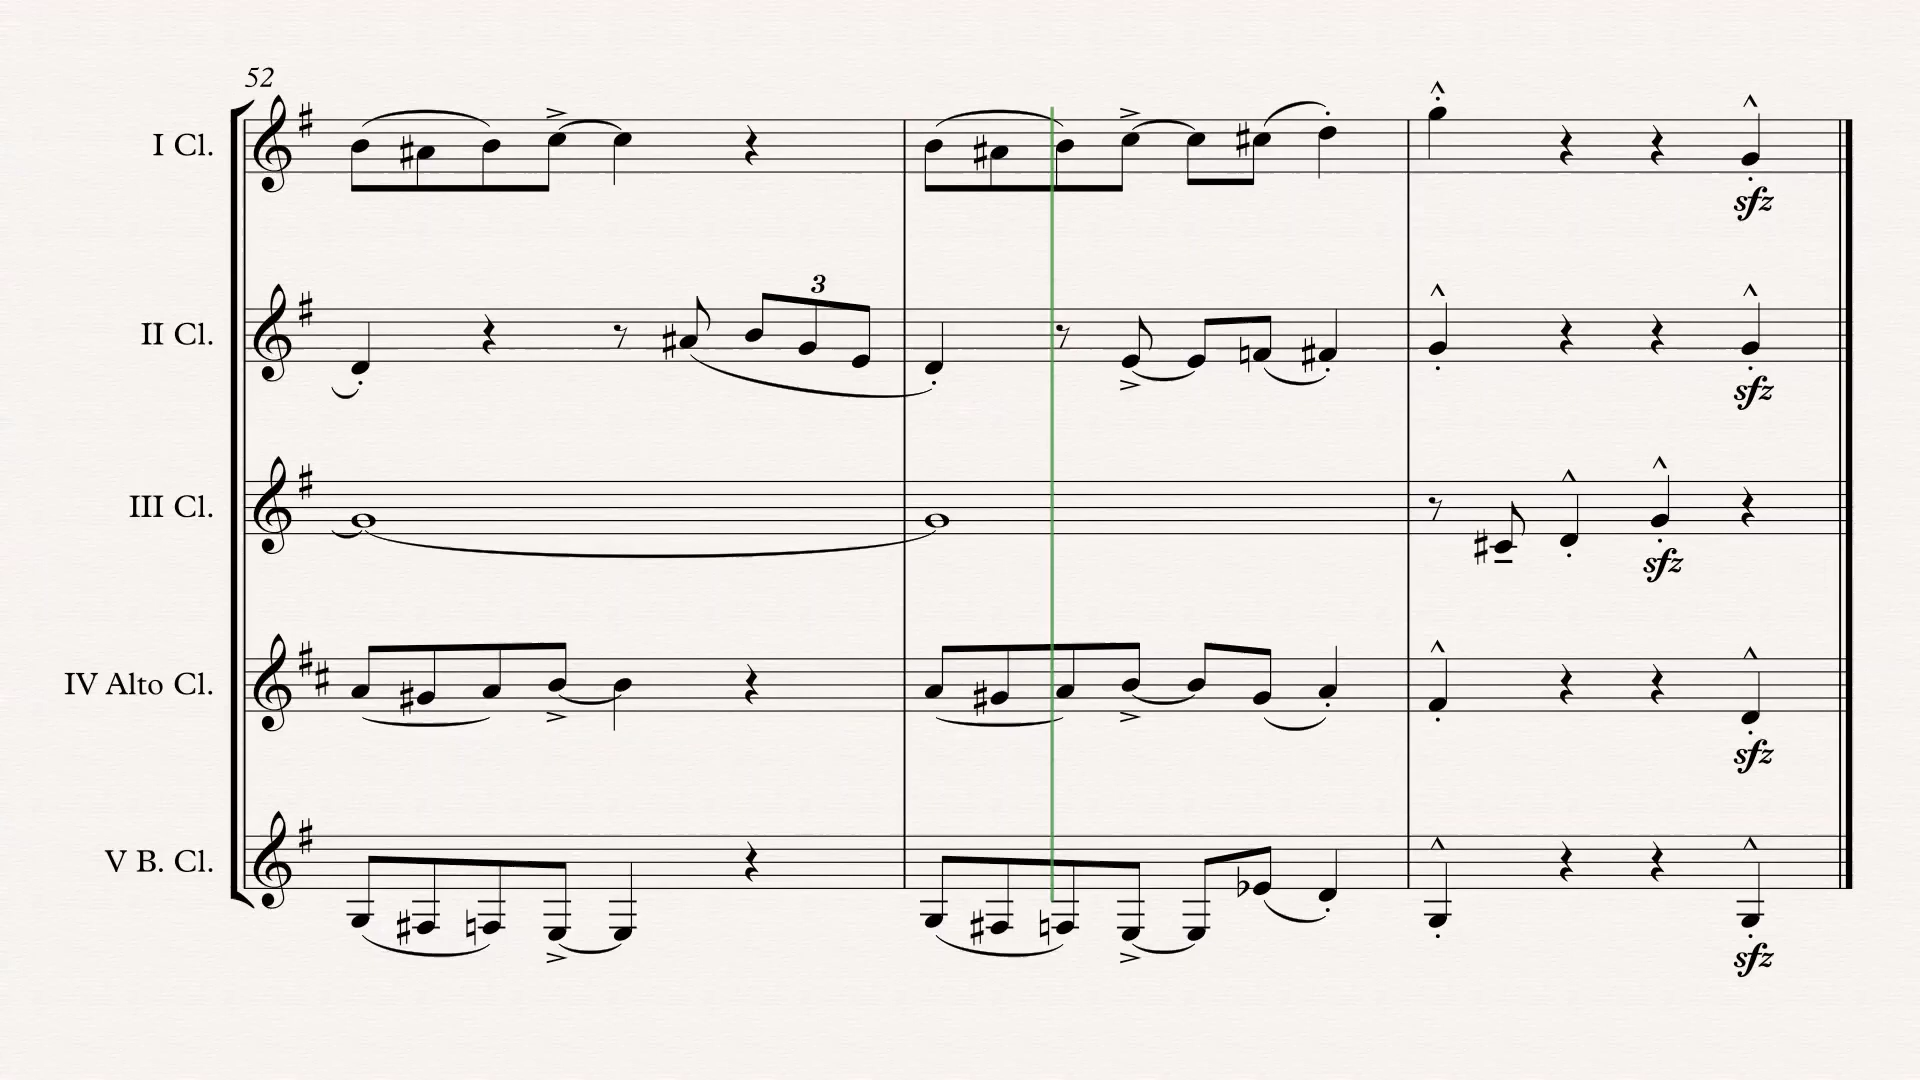 52
I Cl.
sfz
3
II Cl.
sfz
III Cl.
sfz
IV Alto Cl.
sfz
V B. Cl.
sfz